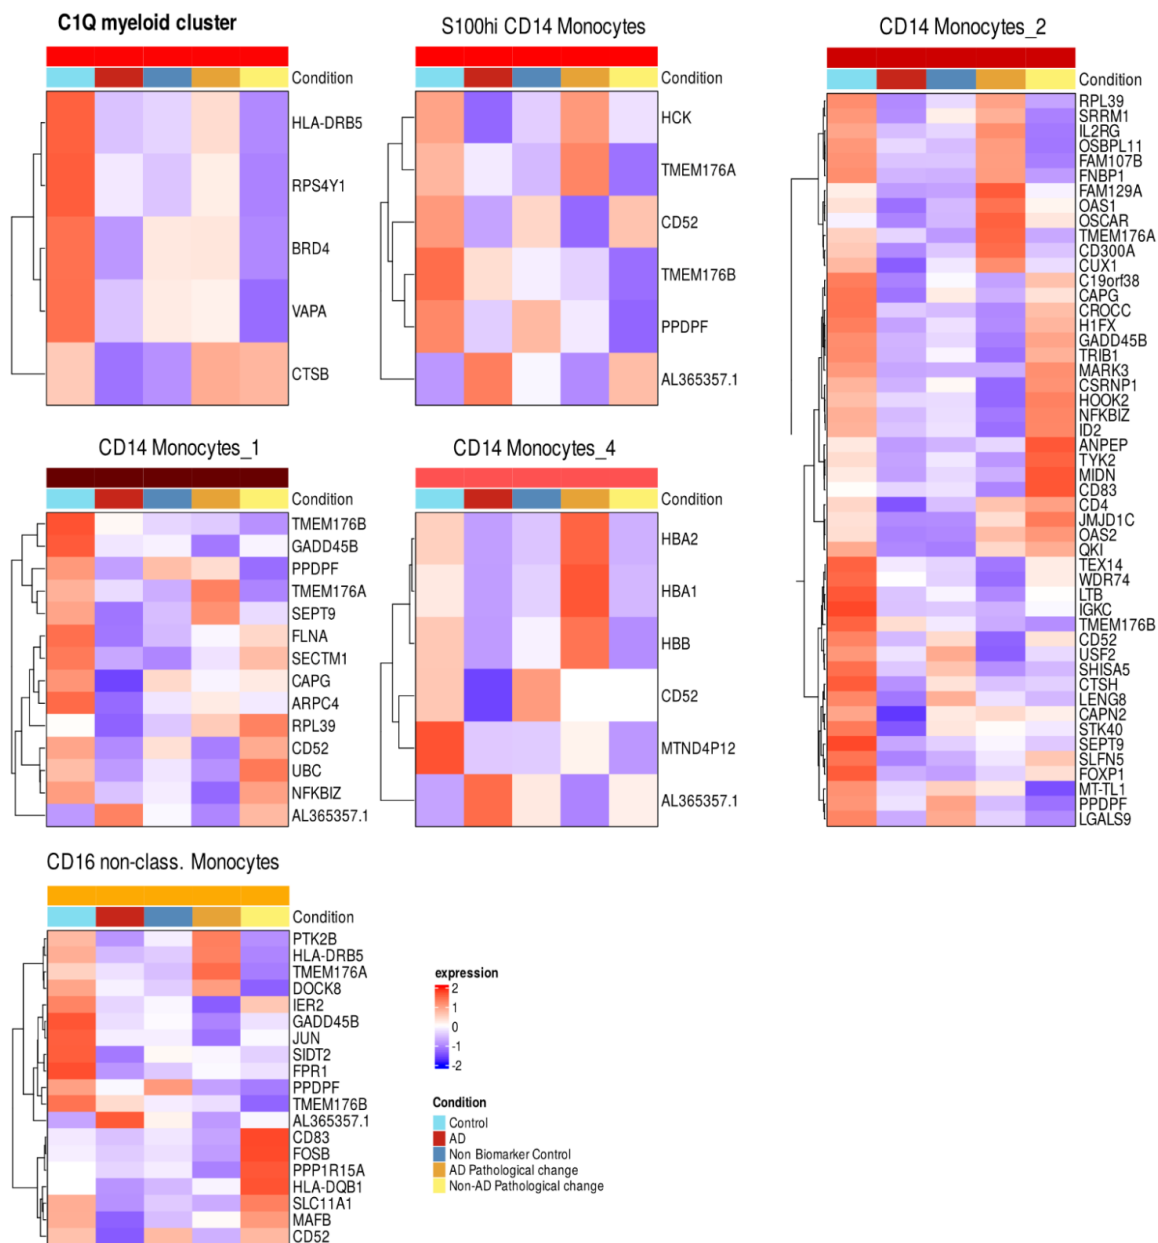 C1Q myeloid cluster
Condition
HLA-DRB5
RPS4Y1
BRD4
VAPA
CTSB
S100hi CD14 Monocytes
Condition
HCK
TMEM176A
CD52
TMEM176B
PPDPF
AL365357.1
CD14 Monocytes_2
Condition
RPL39
SRRM1
IL2RG
OSBPL11
FAM107B
FNBP1
FAM129A
OAS1
OSCAR
TMEM176A
CD300A
CUX1
C19orf38
CAPG
CROCC
H1FX
GADD45B
TRIB1
MARK3
CSRNP1
HOOK2
NFKBIZ
ID2
ANPEP
TYK2
MIDN
CD83
CD4
JMJD1C
OAS2
QKI
TEX14
WDR74
LTB
IGKC
TMEM176B
CD52
USF2
SHISA5
CTSH
LENG8
CAPN2
STK40
SEPT9
SLFN5
FOXP1
MT-TL1
PPDPF
LGALS9
CD14 Monocytes_1
Condition
TMEM176B
GADD45B
PPDPF
TMEM176A
SEPT9
FLNA
SECTM1
CAPG
ARPC4
RPL39
CD52
UBC
NFKBIZ
AL365357.1
CD14 Monocytes_4
Condition
HBA2
HBA1
HBB
CD52
MTND4P12
AL365357.1
CD16 non-class. Monocytes
Condition
PTK2B
HLA-DRB5
TMEM176A
DOCK8
IER2
GADD45B
JUN
SIDT2
FPR1
PPDPF
TMEM176B
AL365357.1
CD83
FOSB
PPP1R15A
HLA-DQB1
SLC11A1
MAFB
CD52
expression
2
1
0
-1
-2
Condition
Control
AD
Non Biomarker Control
AD Pathological change
Non-AD Pathological change